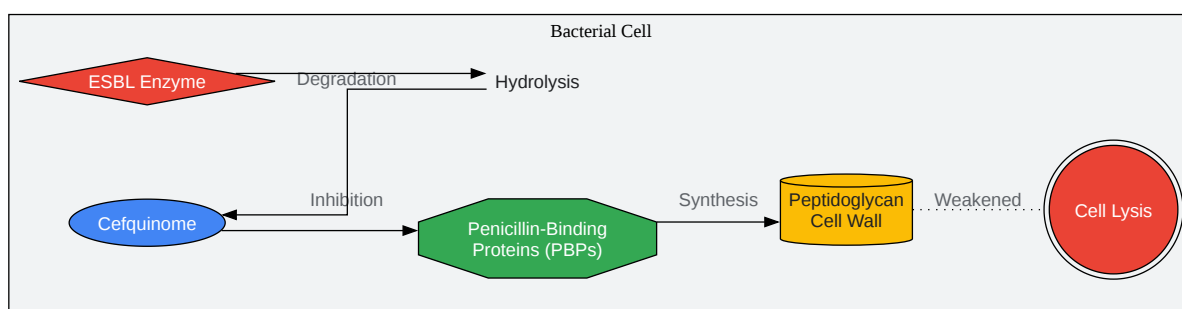 Bacterial Cell
ESBL Enzyme
Degradation
Hydrolysis
Cefquinome
Inhibition
Penicillin-Binding
Proteins (PBPs)
Synthesis
Peptidoglycan
Cell Wall
Weakened
Cell Lysis